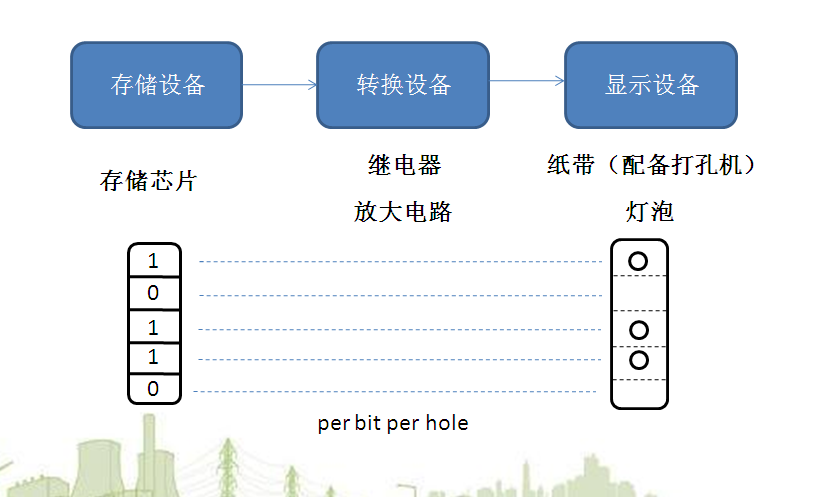 存储设备
转换设备
显示设备
存储芯片
继电器
放大电路
纸带（配备打孔机）
灯泡
1
0
1
1
0
per bit per hole